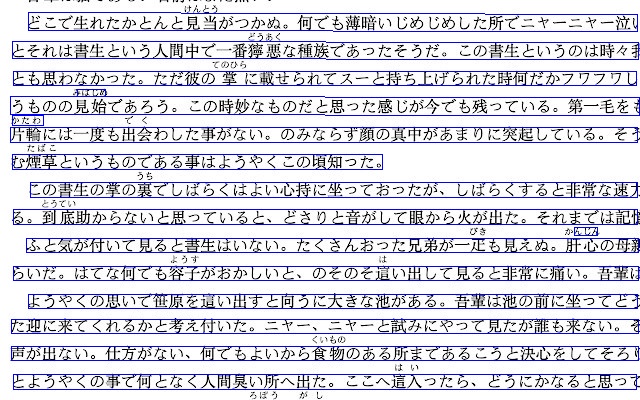 どこで生れたかとんと見当がつかぬ。何でも薄暗いじめじめした所でニャーニャー泣い
とそれは書生という人間中で一番獰悪な種族であったそうだ。この書生というのは時々
とも思わなかった。ただ彼の掌に載せられてスーと持ち上げられた時何だかフワフワし
うものの見始であろう。この時妙なものだと思った感じが今でも残っている。第一毛を
片輪には一度も出会わした事がない。のみならず顔の真中があまりに突起している。そう
む煙草というものである事はようやくこの頃知った。
この書生の掌の裏でしばらくはよい心持に坐っておったが、しばらくすると非常な速力
る。到底助からないと思っていると、どさりと音がして眼から火が出た。それまでは記憶
ふと気が付いて見ると書生はいない。たくさんおった兄弟が一疋も見えぬ。肝心の母親
らいだ。はてな何でも容子がおかしいと、のそのそ這い出して見ると非常に痛い。吾輩は
ようやくの思いで笹原を這い出すと向うに大きな池がある。吾輩は池の前に坐ってどう
た迎に来てくれるかと考え付いた。ニャー、ニャーと試みにやって見たが誰も来ない。そ
声が出ない。仕方がない、何でもよいから食物のある所まであるこうと決心をしてそろり
とようやくの事で何となく人間臭い所へ出た。ここへ這入ったら、どうにかなると思って